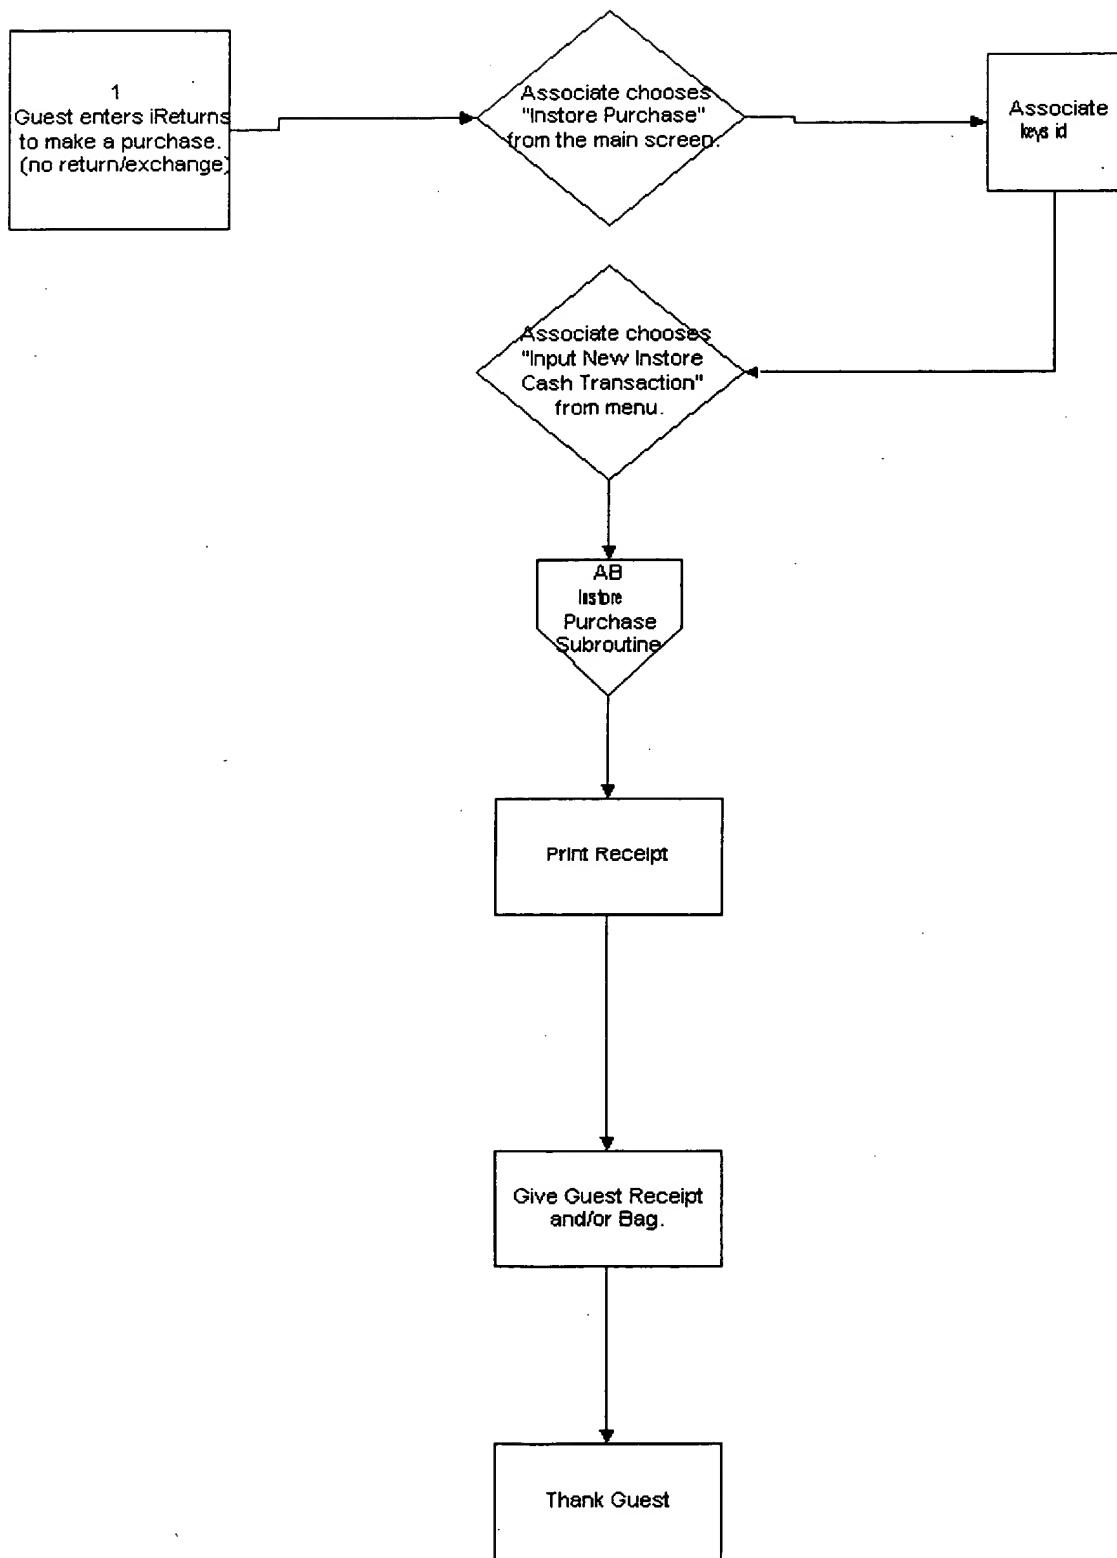 1
Guest enters iReturns
to make a purchase.
(no return/exchange)
Associate chooses
"Instore Purchase"
from the main screen.
Associate
keys id
Associate chooses
"Input New Instore
Cash Transaction"
from menu.
AB
Instore
Purchase
Subroutine
Print Receipt
Give Guest Receipt
and/or Bag.
Thank Guest